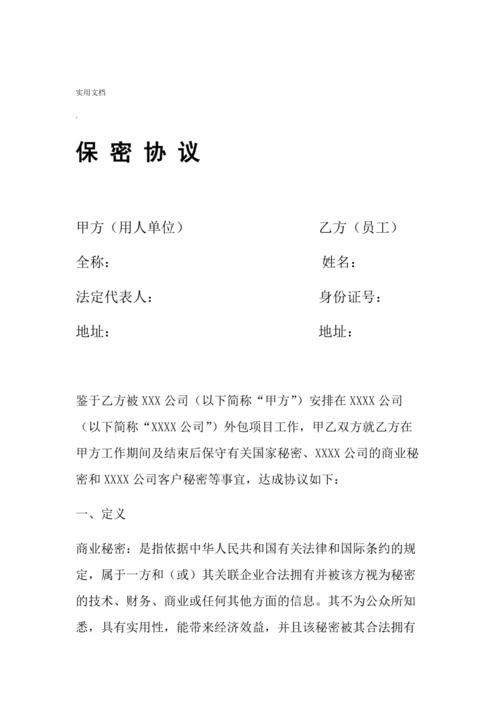 实用文档
.
保 密 协 议
甲方（用人单位） 乙方（员工）
全称： 姓名：
法定代表人： 身份证号：
地址： 地址：
鉴于乙方被 XXX 公司（以下简称“甲方”）安排在 XXXX 公司
（以下简称“XXXX 公司”）外包项目工作，甲乙双方就乙方在
甲方工作期间及结束后保守有关国家秘密、XXXX 公司的商业秘
密和 XXXX 公司客户秘密等事宜，达成协议如下：
一、定义
商业秘密：是指依据中华人民共和国有关法律和国际条约的规
定，属于一方和（或）其关联企业合法拥有并被该方视为秘密
的技术、财务、商业或任何其他方面的信息。其不为公众所知
悉，具有实用性，能带来经济效益，并且该秘密被其合法拥有